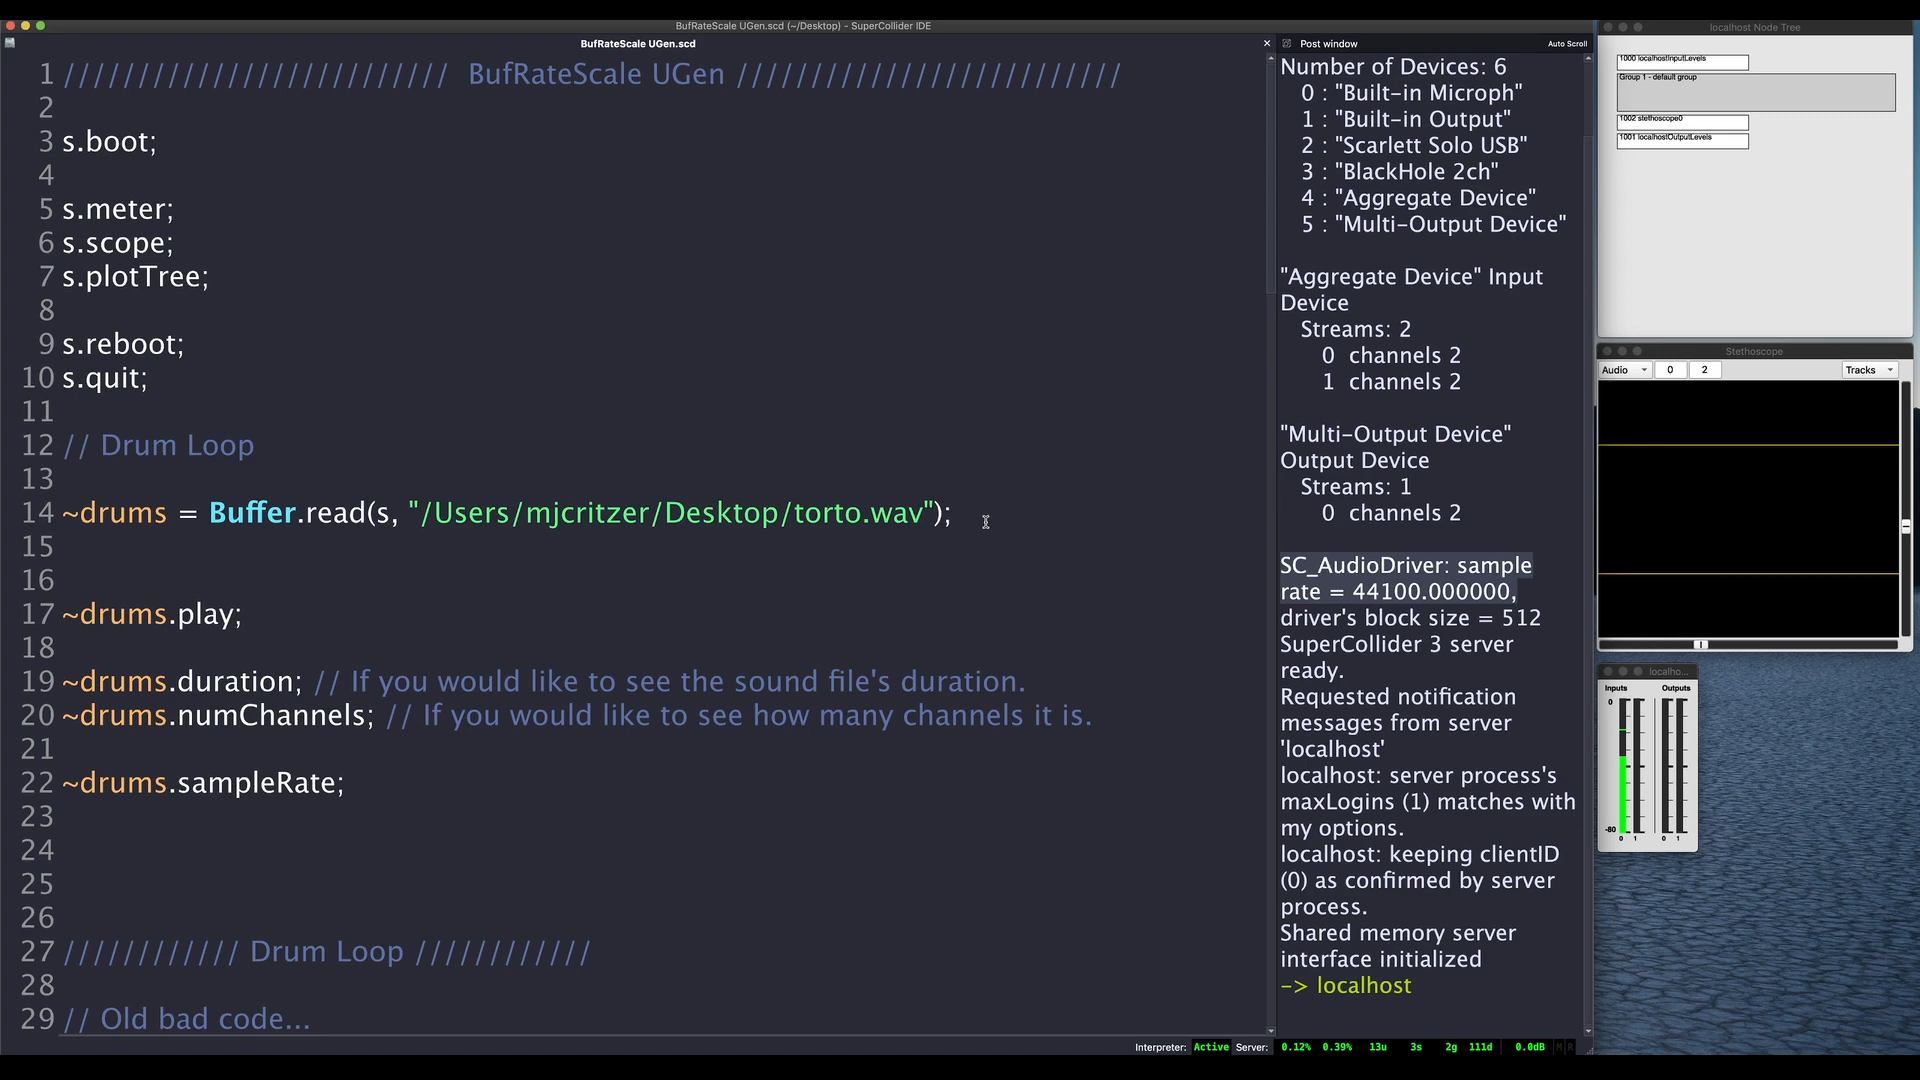 BufRateScale UGen.scd (~/Desktop) - SuperCollider IDE
BufRateScale UGen.scd
1 ////////////////////////// BufRateScale UGen //////////////////////////
2
3 s.boot;
4
5 s.meter;
6 s.scope;
7 s.plotTree;
8
9 s.reboot;
10 s.quit;
11
12 // Drum Loop
13
14 ~drums = Buffer.read(s, "/Users/mjcritzer/Desktop/torto.wav");
15
16
17 ~drums.play;
18
19 ~drums.duration; // If you would like to see the sound file's duration.
20 ~drums.numChannels; // If you would like to see how many channels it is.
21
22 ~drums.sampleRate;
23
24
25
26
27 //////////// Drum Loop ////////////
28
29 // Old bad code...
Post window
Auto Scroll
Number of Devices: 6
0 : "Built-in Microph"
1 : "Built-in Output"
2 : "Scarlett Solo USB"
3 : "BlackHole 2ch"
4 : "Aggregate Device"
5 : "Multi-Output Device"
"Aggregate Device" Input
Device
Streams: 2
0 channels 2
1 channels 2
"Multi-Output Device"
Output Device
Streams: 1
0 channels 2
SC_AudioDriver: sample
rate = 44100.000000,
driver's block size = 512
SuperCollider 3 server
ready.
Requested notification
messages from server
'localhost'
localhost: server process's
maxLogins (1) matches with
my options.
localhost: keeping clientID
(0) as confirmed by server
process.
Shared memory server
interface initialized
-> localhost
Interpreter: Active Server: 0.12% 0.39% 13u 3s 2g 111d 0.0dB M R
localhost Node Tree
1000 localhostInputLevels
Group 1 - default group
1002 stethoscope0
1001 localhostOutputLevels
Stethoscope
Audio 0 2 Tracks
localho...
Inputs Outputs
0
-80
0 1 0 1